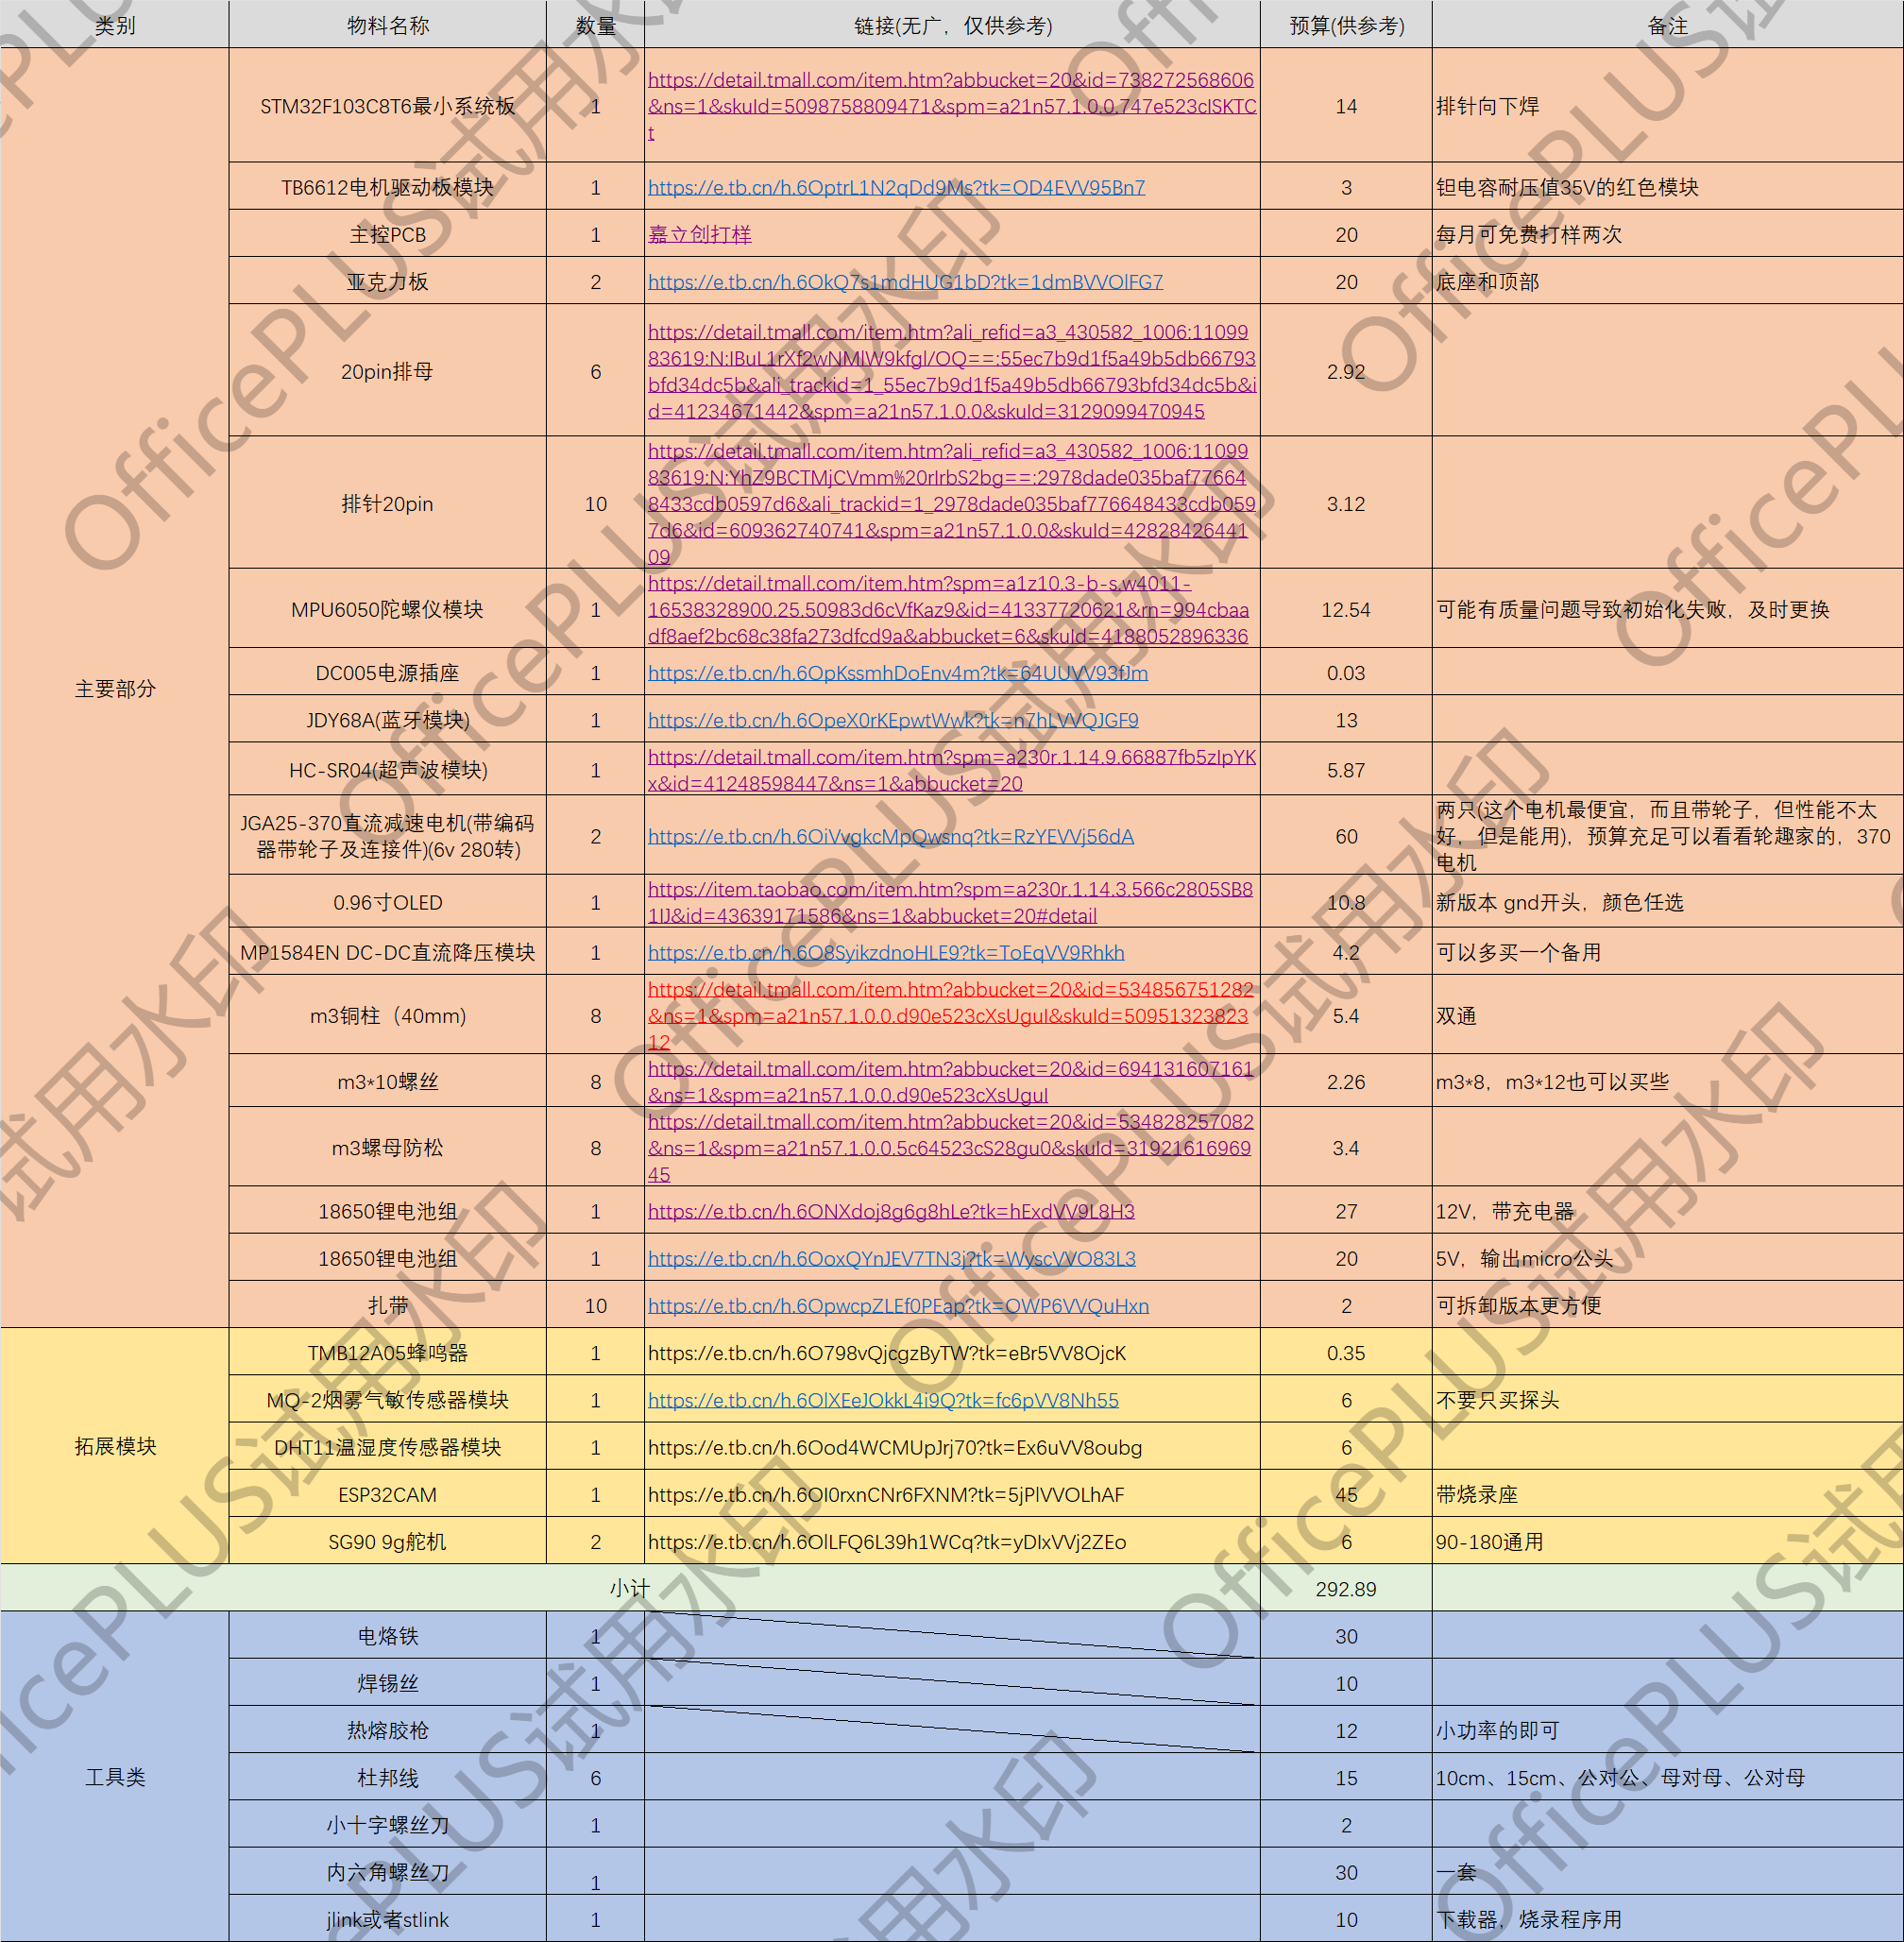 类别 物料名称 数量 链接(无广，仅供参考) 预算(供参考) 备注
主要部分
STM32F103C8T6最小系统板 1 https://detail.tmall.com/item.htm?abbucket=20&id=738272568606
&ns=1&skuId=5098758809471&spm=a21n57.1.0.0.747e523cISKTC
t 14 排针向下焊
TB6612电机驱动板模块 1 https://e.tb.cn/h.6OptrL1N2qDd9Ms?tk=OD4EVV95Bn7 3 钽电容耐压值35V的红色模块
主控PCB 1 嘉立创打样 20 每月可免费打样两次
亚克力板 2 https://e.tb.cn/h.6OkQ7s1mdHUG1bD?tk=1dmBVVOlFG7 20 底座和顶部
20pin排母 6 https://detail.tmall.com/item.htm?ali_refid=a3_430582_1006:11099
83619:N:IBuL1rXf2wNMlW9kfgl/OQ==:55ec7b9d1f5a49b5db66793
bfd34dc5b&ali_trackid=1_55ec7b9d1f5a49b5db66793bfd34dc5b&i
d=41234671442&spm=a21n57.1.0.0&skuId=3129099470945 2.92
排针20pin 10 https://detail.tmall.com/item.htm?ali_refid=a3_430582_1006:11099
83619:N:YhZ9BCTMjCVmm%20rIrbS2bg==:2978dade035baf77664
8433cdb0597d6&ali_trackid=1_2978dade035baf776648433cdb059
7d6&id=609362740741&spm=a21n57.1.0.0&skuId=42828426441
09 3.12
MPU6050陀螺仪模块 1 https://detail.tmall.com/item.htm?spm=a1z10.3-b-s.w4011-
16538328900.25.50983d6cVfKaz9&id=41337720621&rn=994cbaa
df8aef2bc68c38fa273dfcd9a&abbucket=6&skuId=4188052896336 12.54 可能有质量问题导致初始化失败，及时更换
DC005电源插座 1 https://e.tb.cn/h.6OpKssmhDoEnv4m?tk=64UUVV93fJm 0.03
JDY68A(蓝牙模块) 1 https://e.tb.cn/h.6OpeX0rKEpwtWwk?tk=n7hLVVQJGF9 13
HC-SR04(超声波模块) 1 https://detail.tmall.com/item.htm?spm=a230r.1.14.9.66887fb5zIpYK
x&id=41248598447&ns=1&abbucket=20 5.87
JGA25-370直流减速电机(带编码
器带轮子及连接件)(6v 280转) 2 https://e.tb.cn/h.6OiVvgkcMpQwsnq?tk=RzYEVVj56dA 60 两只(这个电机最便宜，而且带轮子，但性能不太
好，但是能用)，预算充足可以看看轮趣家的，370
电机
0.96寸OLED 1 https://item.taobao.com/item.htm?spm=a230r.1.14.3.566c2805SB8
1IJ&id=43639171586&ns=1&abbucket=20#detail 10.8 新版本 gnd开头，颜色任选
MP1584EN DC-DC直流降压模块 1 https://e.tb.cn/h.6O8SyikzdnoHLE9?tk=ToEqVV9Rhkh 4.2 可以多买一个备用
m3铜柱（40mm) 8 https://detail.tmall.com/item.htm?abbucket=20&id=534856751282
&ns=1&spm=a21n57.1.0.0.d90e523cXsUguI&skuId=50951323823
12 5.4 双通
m3*10螺丝 8 https://detail.tmall.com/item.htm?abbucket=20&id=694131607161
&ns=1&spm=a21n57.1.0.0.d90e523cXsUguI 2.26 m3*8，m3*12也可以买些
m3螺母防松 8 https://detail.tmall.com/item.htm?abbucket=20&id=534828257082
&ns=1&spm=a21n57.1.0.0.5c64523cS28gu0&skuId=31921616969
45 3.4
18650锂电池组 1 https://e.tb.cn/h.6ONXdoj8g6g8hLe?tk=hExdVV9L8H3 27 12V，带充电器
18650锂电池组 1 https://e.tb.cn/h.6OoxQYnJEV7TN3j?tk=WyscVVO83L3 20 5V，输出micro公头
扎带 10 https://e.tb.cn/h.6OpwcpZLEf0PEap?tk=OWP6VVQuHxn 2 可拆卸版本更方便
拓展模块
TMB12A05蜂鸣器 1 https://e.tb.cn/h.6O798vQjcgzByTW?tk=eBr5VV8OjcK 0.35
MQ-2烟雾气敏传感器模块 1 https://e.tb.cn/h.6OlXEeJOkkL4i9Q?tk=fc6pVV8Nh55 6 不要只买探头
DHT11温湿度传感器模块 1 https://e.tb.cn/h.6Ood4WCMUpJrj70?tk=Ex6uVV8oubg 6
ESP32CAM 1 https://e.tb.cn/h.6OI0rxnCNr6FXNM?tk=5jPlVVOLhAF 45 带烧录座
SG90 9g舵机 2 https://e.tb.cn/h.6OlLFQ6L39h1WCq?tk=yDIxVVj2ZEo 6 90-180通用
小计 292.89
工具类
电烙铁 1 30
焊锡丝 1 10
热熔胶枪 1 12 小功率的即可
杜邦线 6 15 10cm、15cm、公对公、母对母、公对母
小十字螺丝刀 1 2
内六角螺丝刀 1 30 一套
jlink或者stlink 1 10 下载器，烧录程序用
OfficePLUS试用水印